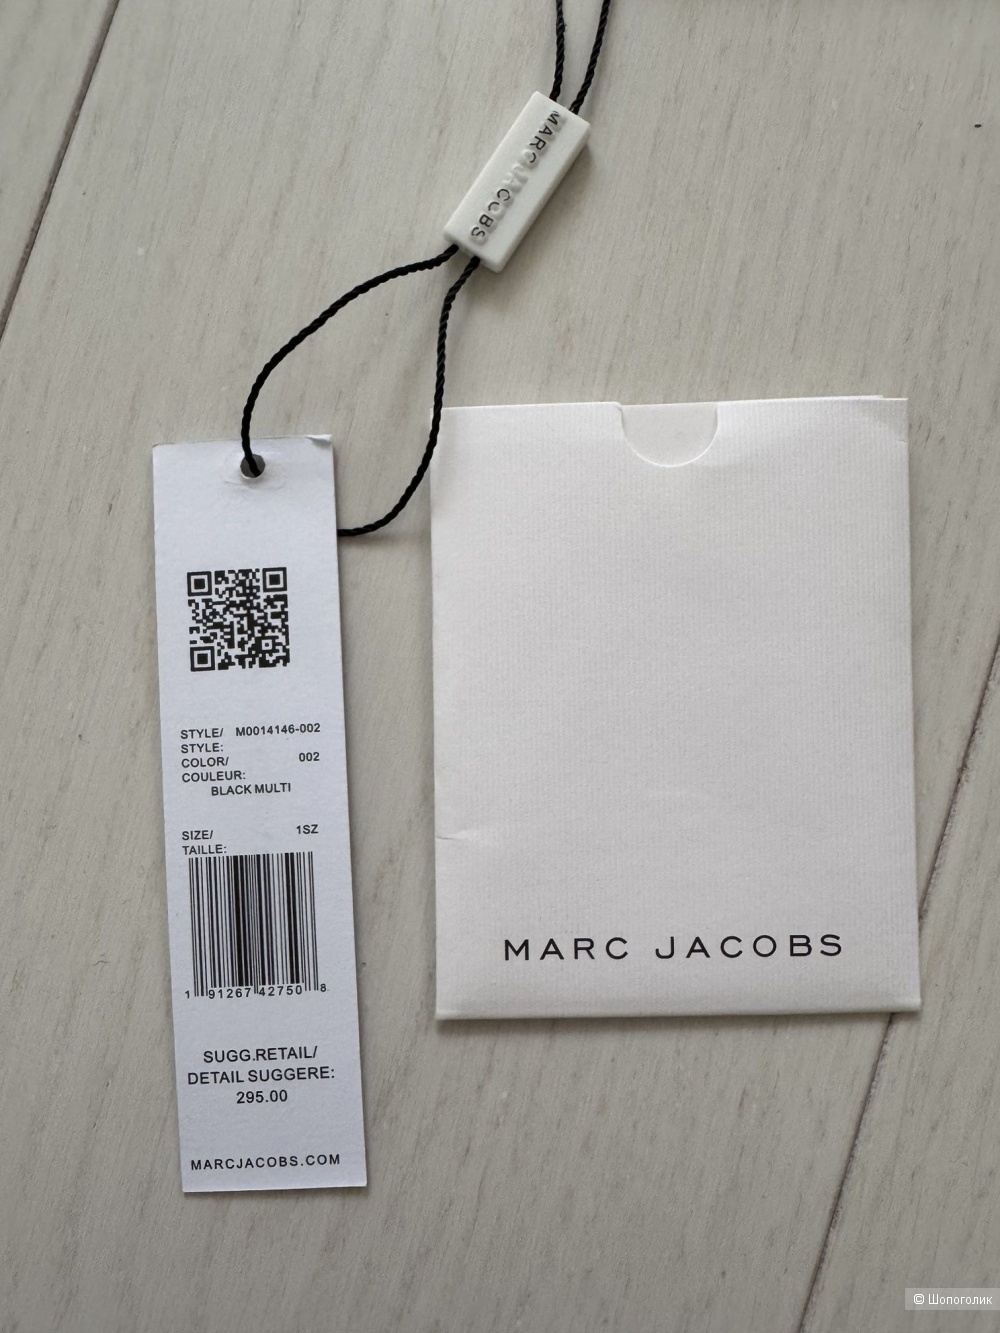 MARC JACOBS
STYLE/ M0014146-002
STYLE:
COLOR/ 002
COULEUR:
BLACK MULTI
SIZE/ 1SZ
TAILLE:
1 91267 42750 8
SUGG.RETAIL/
DETAIL SUGGERE:
295.00
MARCJACOBS.COM
MARC JACOBS
© Шопоголик